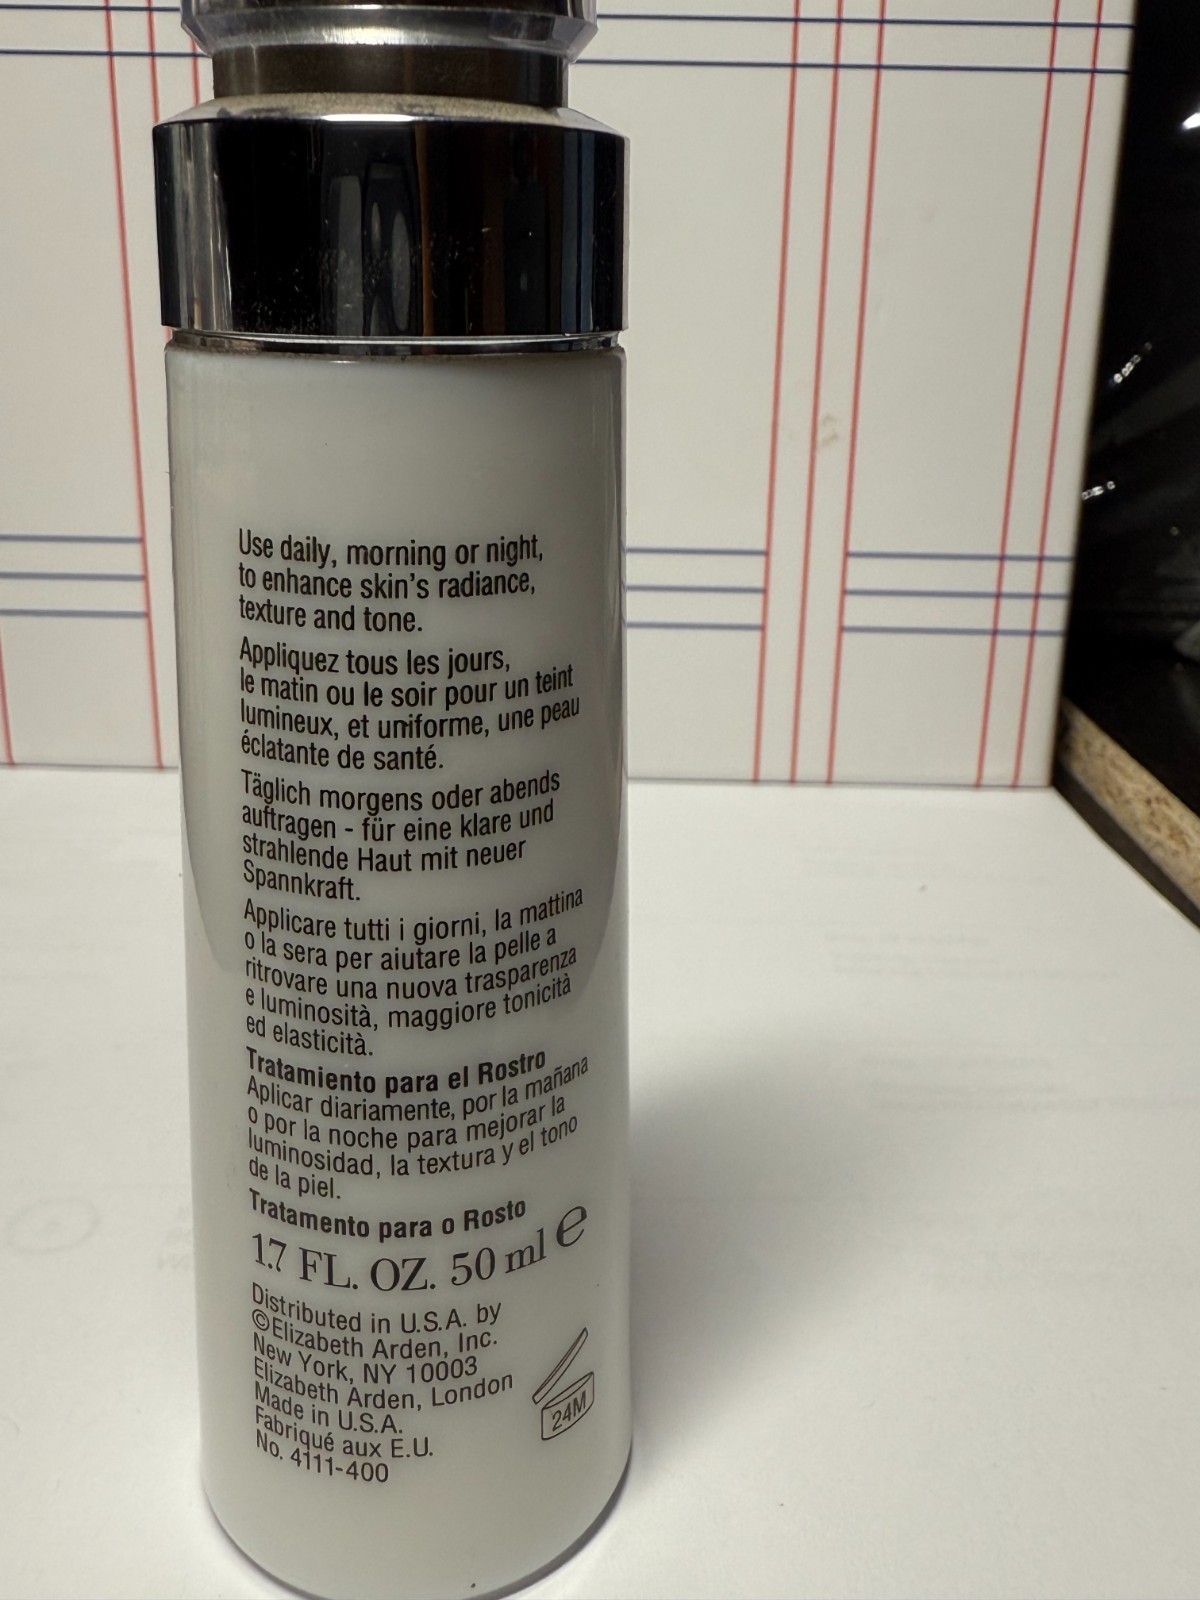 Use daily, morning or night,
to enhance skin's radiance,
texture and tone.
Appliquez tous les jours,
le matin ou le soir pour un teint
lumineux, et uniforme, une peau
éclatante de santé.
Täglich morgens oder abends
auftragen - für eine klare und
strahlende Haut mit neuer
Spannkraft.
Applicare tutti i giorni, la mattina
o la sera per aiutare la pelle a
ritrovare una nuova trasparenza
e luminosità, maggiore tonicità
ed elasticità.
Tratamiento para el Rostro
Aplicar diariamente, por la mañana
o por la noche para mejorar la
luminosidad, la textura y el tono
de la piel.
Tratamento para o Rosto
1.7 FL. OZ. 50 ml e
Distributed in U.S.A. by
©Elizabeth Arden, Inc.
New York, NY 10003
Elizabeth Arden, London
Made in U.S.A.
Fabriqué aux E.U.
No. 4111-400
24M